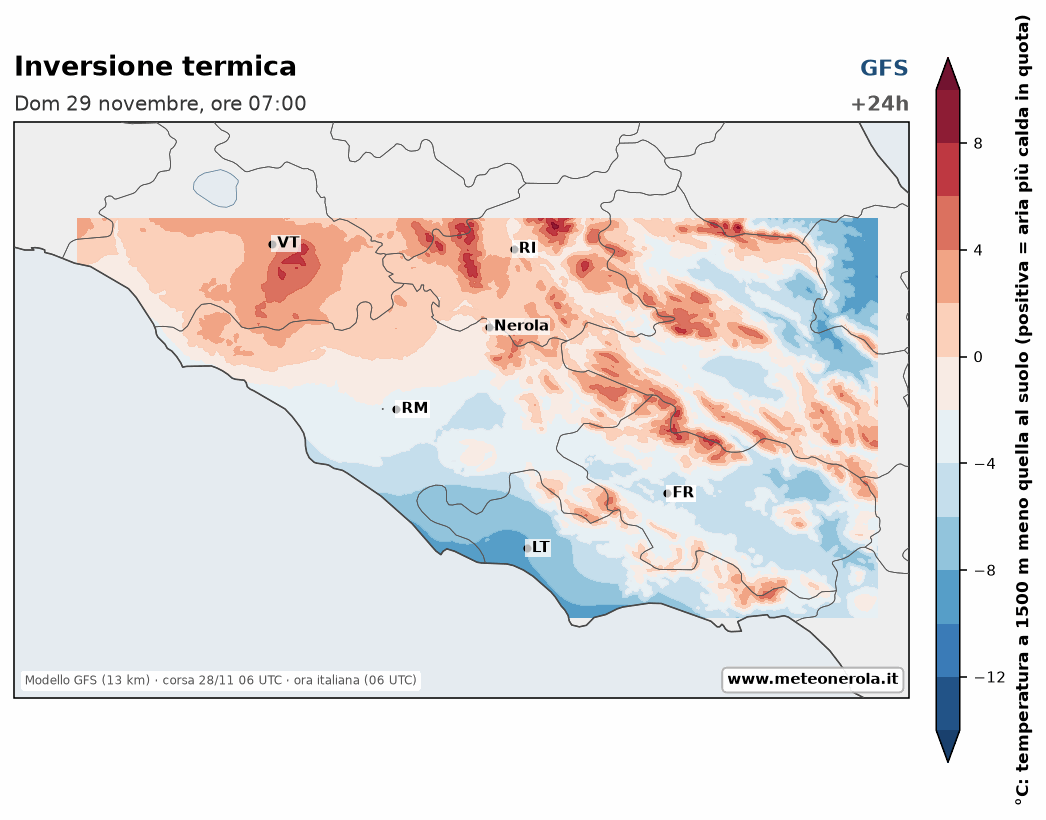 Inversione termica
GFS
Dom 29 novembre, ore 07:00
+24h
VT
RI
Nerola
RM
FR
LT
Modello GFS (13 km) · corsa 28/11 06 UTC · ora italiana (06 UTC)
www.meteonerola.it
8
4
0
−4
−8
−12
°C: temperatura a 1500 m meno quella al suolo (positiva = aria più calda in quota)